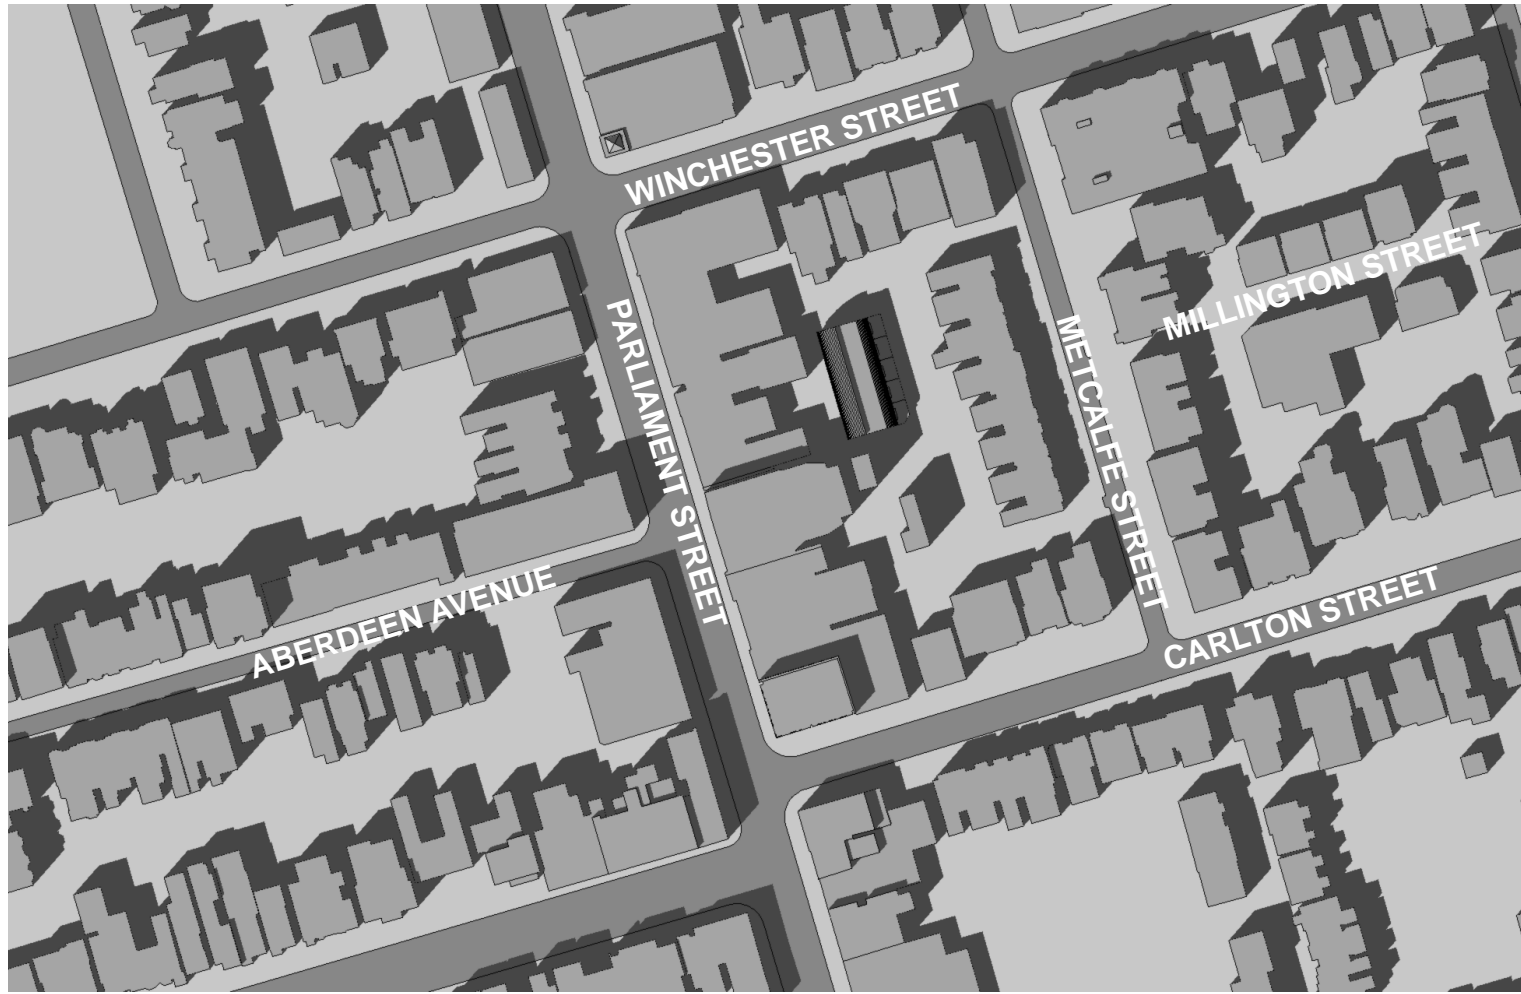 WINCHESTER STREET
MILLINGTON STREET
PARLIAMENT STREET
METCALFE STREET
ABERDEEN AVENUE
CARLTON STREET